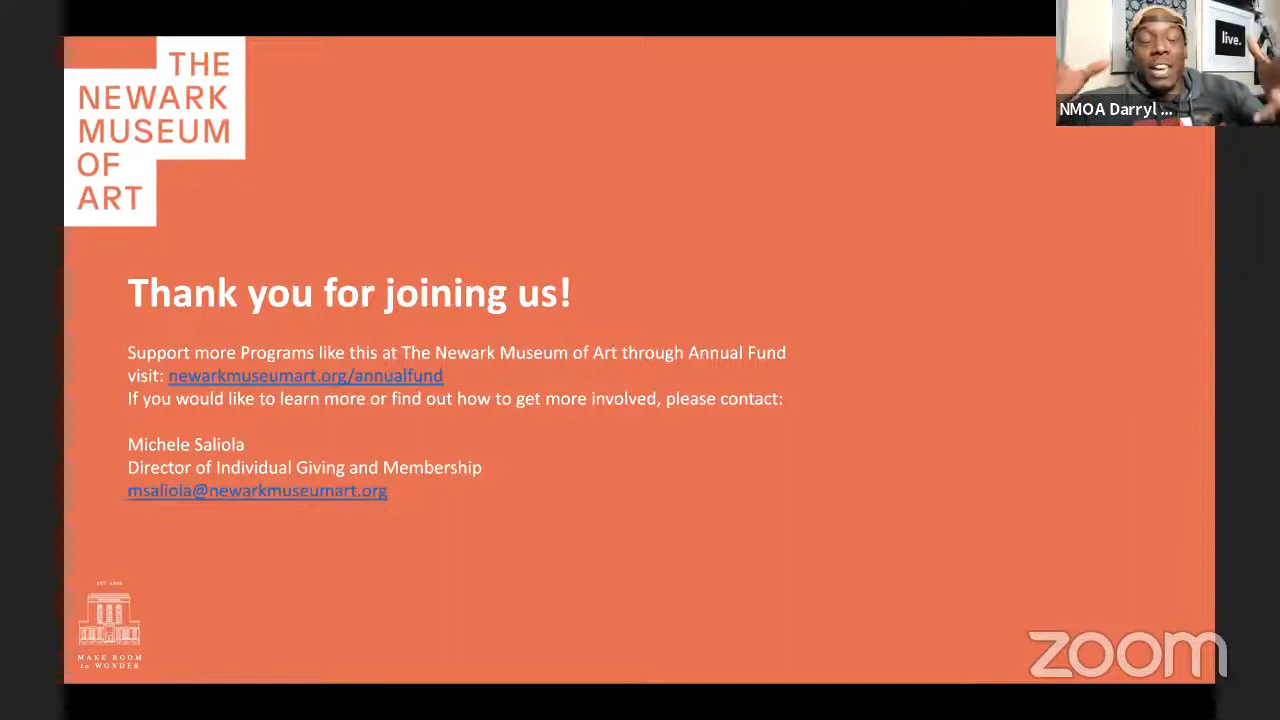 THE
NEWARK
MUSEUM
OF
ART
live.
NMOA Darryl ...
Thank you for joining us!
Support more Programs like this at The Newark Museum of Art through Annual Fund
visit: newarkmuseumart.org/annualfund
If you would like to learn more or find out how to get more involved, please contact:
Michele Saliola
Director of Individual Giving and Membership
msaliola@newarkmuseumart.org
MAKE ROOM
to WONDER
zoom